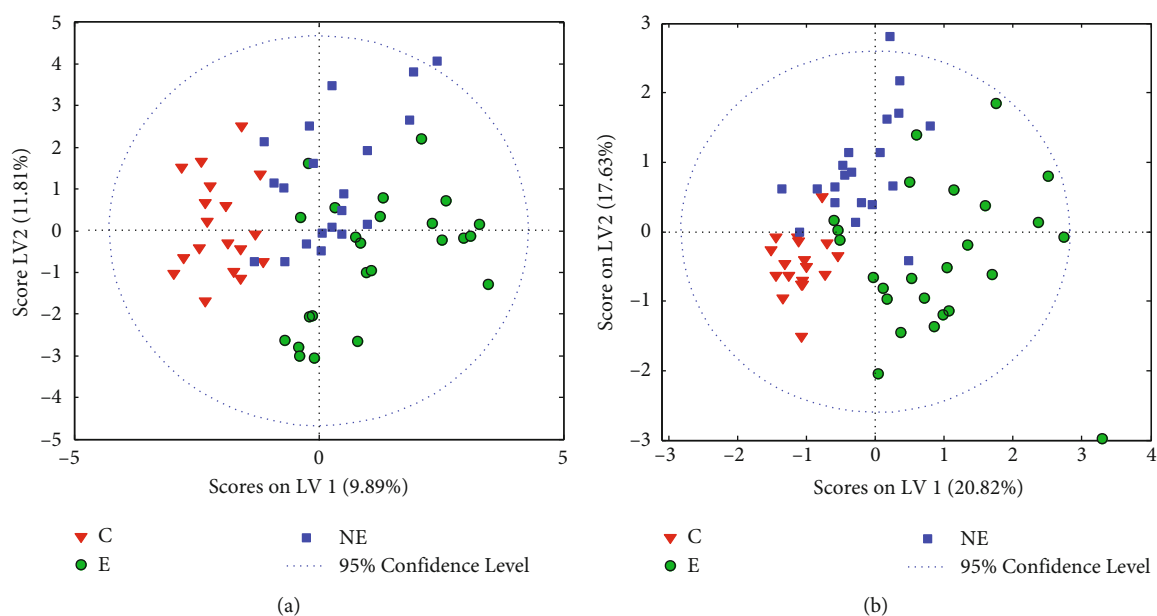 5
4
3
2
1
0
−1
−2
−3
−4
−5
−5
0
5
Score LV2 (11.81%)
Scores on LV 1 (9.89%)
C
E
NE
95% Confidence Level
(a)
3
2
1
0
−1
−2
−3
−3
−2
−1
0
1
2
3
4
Score on LV2 (17.63%)
Scores on LV 1 (20.82%)
C
E
NE
95% Confidence Level
(b)